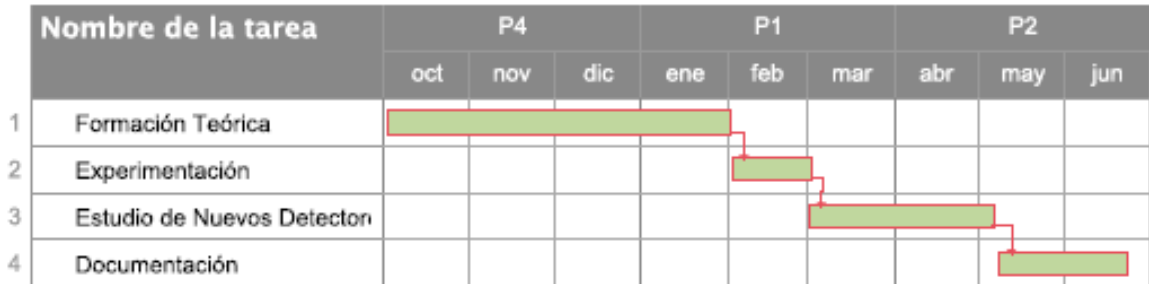 Nombre de la tarea P4 P1 P2
oct nov dic ene feb mar abr may jun
1 Formación Teórica
2 Experimentación
3 Estudio de Nuevos Detector
4 Documentación